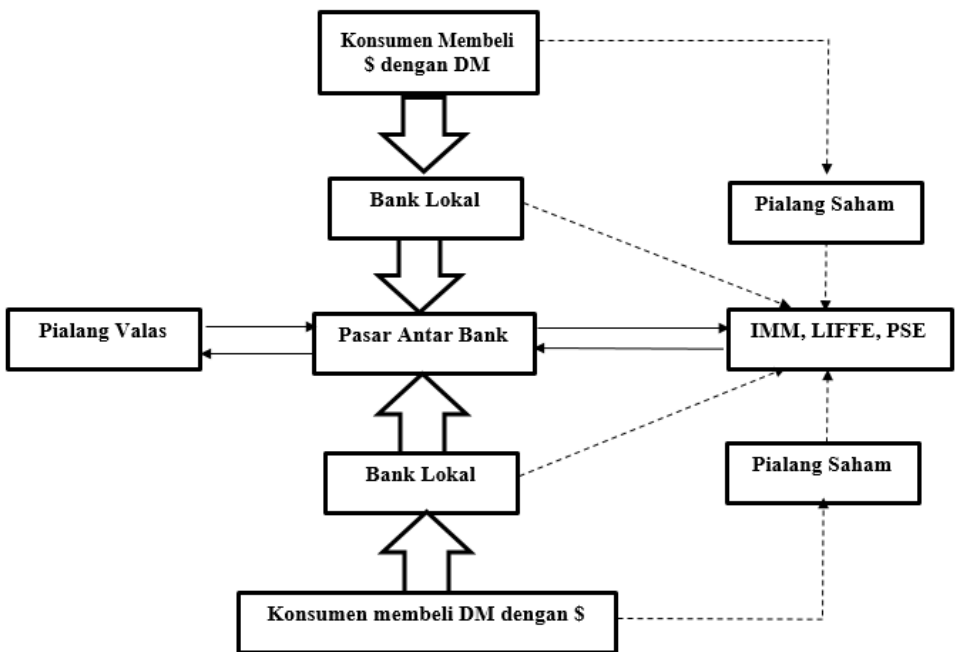 Konsumen Membeli
$ dengan DM
Bank Lokal
Pialang Saham
Pialang Valas
Pasar Antar Bank
IMM, LIFFE, PSE
Bank Lokal
Pialang Saham
Konsumen membeli DM dengan $